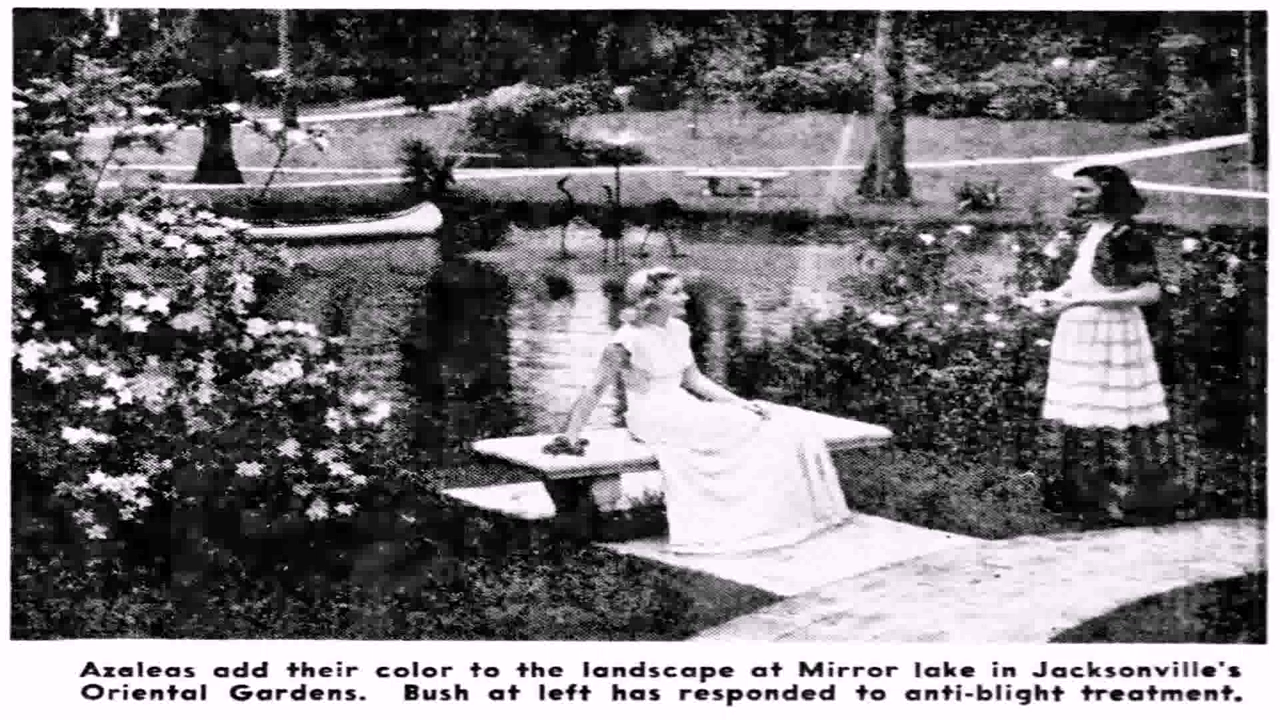 Azaleas add their color to the landscape at Mirror lake in Jacksonville's
Oriental Gardens. Bush at left has responded to anti-blight treatment.